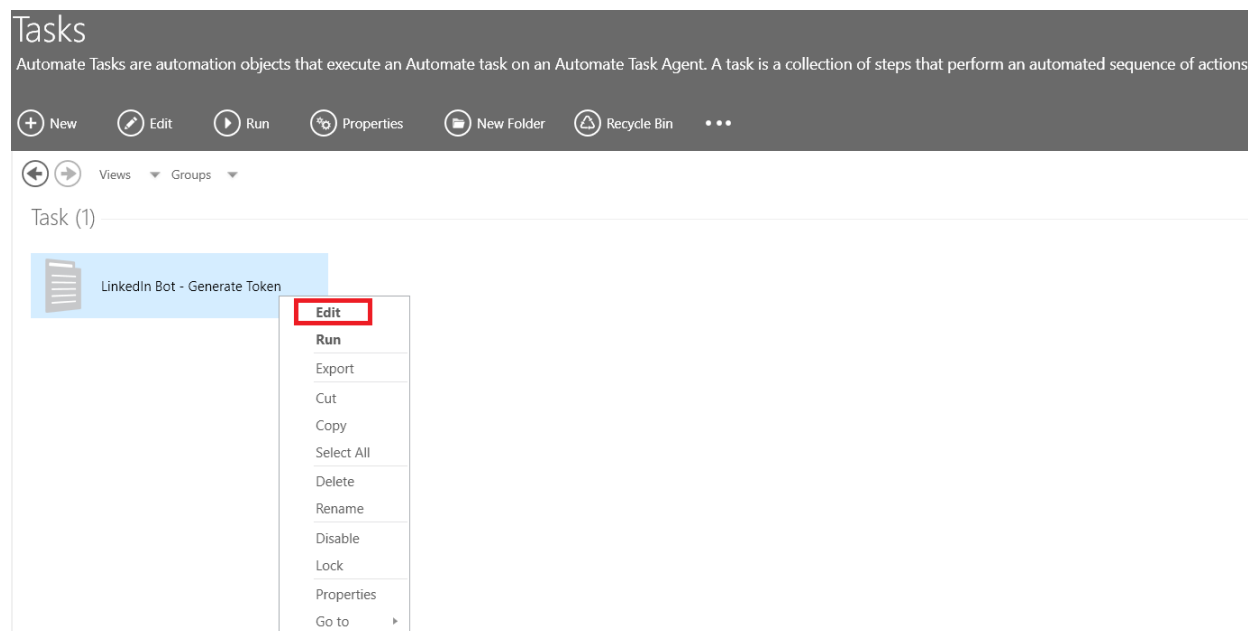 Tasks
Automate Tasks are automation objects that execute an Automate task on an Automate Task Agent. A task is a collection of steps that perform an automated sequence of actions
New Edit Run Properties New Folder Recycle Bin •••
Views Groups
Task (1)
LinkedIn Bot - Generate Token
Edit
Run
Export
Cut
Copy
Select All
Delete
Rename
Disable
Lock
Properties
Go to